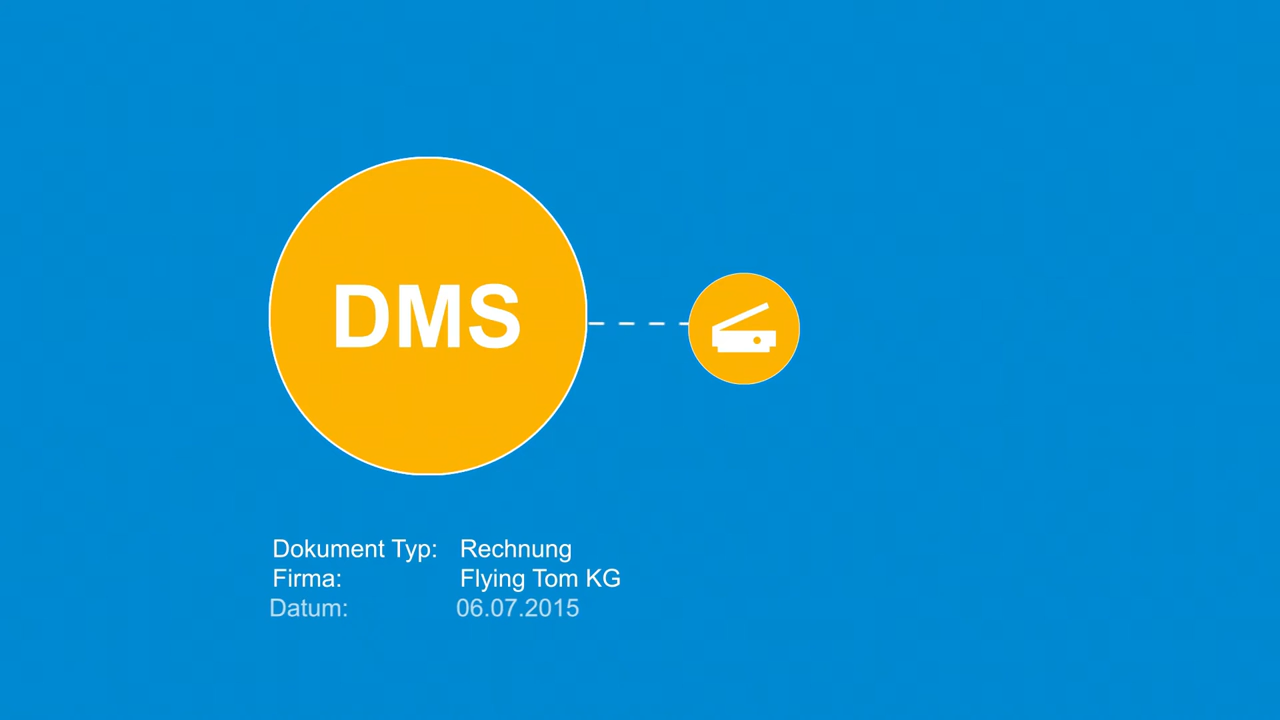 DMS
Dokument Typ: Rechnung
Firma: Flying Tom KG
Datum: 06.07.2015